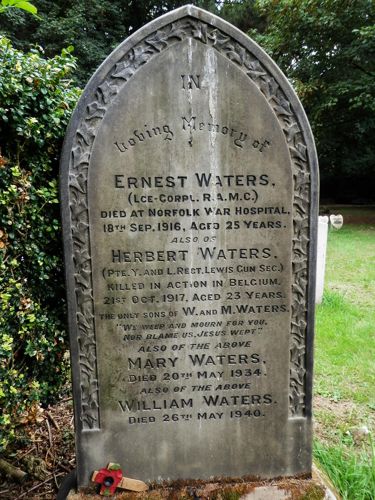 IN
Loving Memory of
ERNEST WATERS,
(LCE-CORPL. R.A.M.C.)
DIED AT NORFOLK WAR HOSPITAL,
18TH SEP. 1916, AGED 25 YEARS.
ALSO OF
HERBERT WATERS.
(PTE. Y. AND L. REGT. LEWIS GUN SEC.)
KILLED IN ACTION IN BELGIUM,
21ST OCT. 1917, AGED 23 YEARS.
THE ONLY SONS OF W. AND M. WATERS.
"WE WEEP AND MOURN FOR YOU,
NOR BLAME US, JESUS WEPT."
ALSO OF THE ABOVE
MARY WATERS,
DIED 20TH MAY 1934.
ALSO OF THE ABOVE
WILLIAM WATERS.
DIED 26TH MAY 1940.